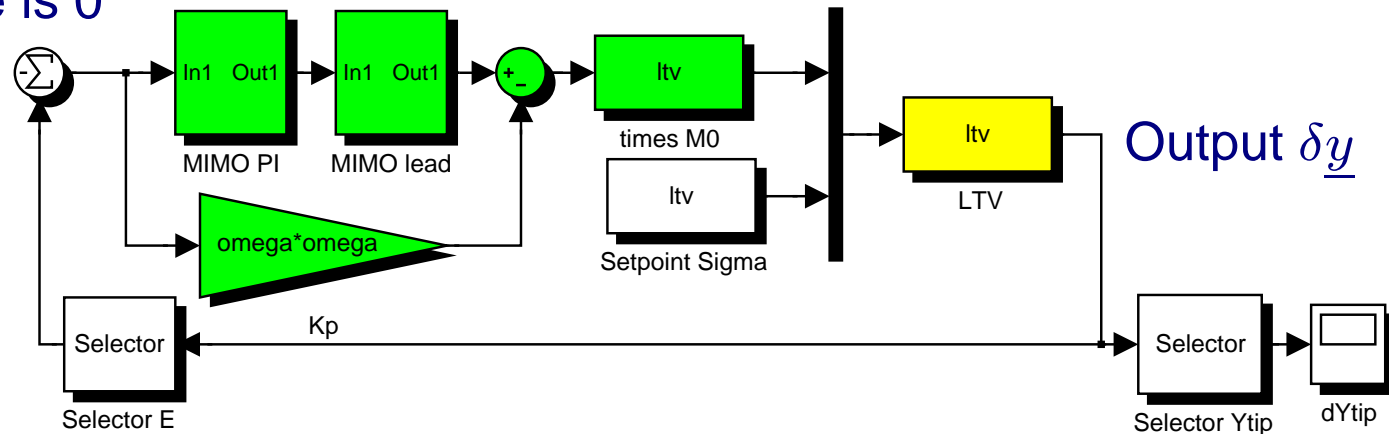 e is 0
-Σ
In1 Out1
MIMO PI
In1 Out1
MIMO lead
+
−
ltv
times M0
ltv
Setpoint Sigma
ltv
LTV
Output δy
omega*omega
Kp
Selector
Selector E
Selector
Selector Ytip
dYtip